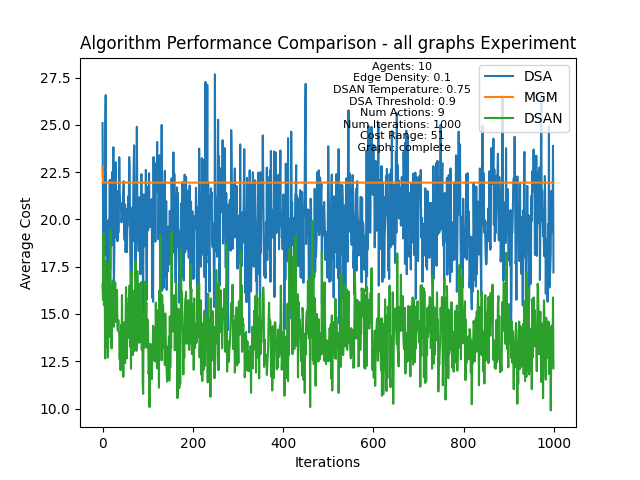 Algorithm Performance Comparison - all graphs Experiment
Agents: 10
Edge Density: 0.1
DSAN Temperature: 0.75
DSA Threshold: 0.9
Num Actions: 9
Num Iterations: 1000
Cost Range: 51
Graph: complete
DSA
MGM
DSAN
Average Cost
27.5
25.0
22.5
20.0
17.5
15.0
12.5
10.0
0
200
400
600
800
1000
Iterations